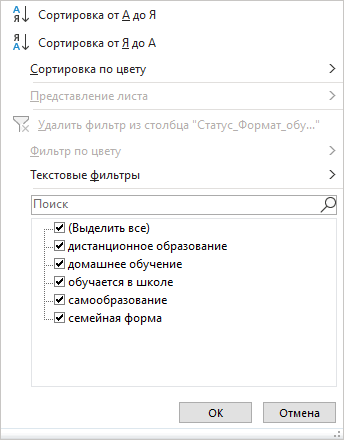 Сортировка от А до Я
Сортировка от Я до А
Сортировка по цвету
Представление листа
Удалить фильтр из столбца "Статус_Формат_обу..."
Фильтр по цвету
Текстовые фильтры
Поиск
(Выделить все)
дистанционное образование
домашнее обучение
обучается в школе
самообразование
семейная форма
ОК
Отмена